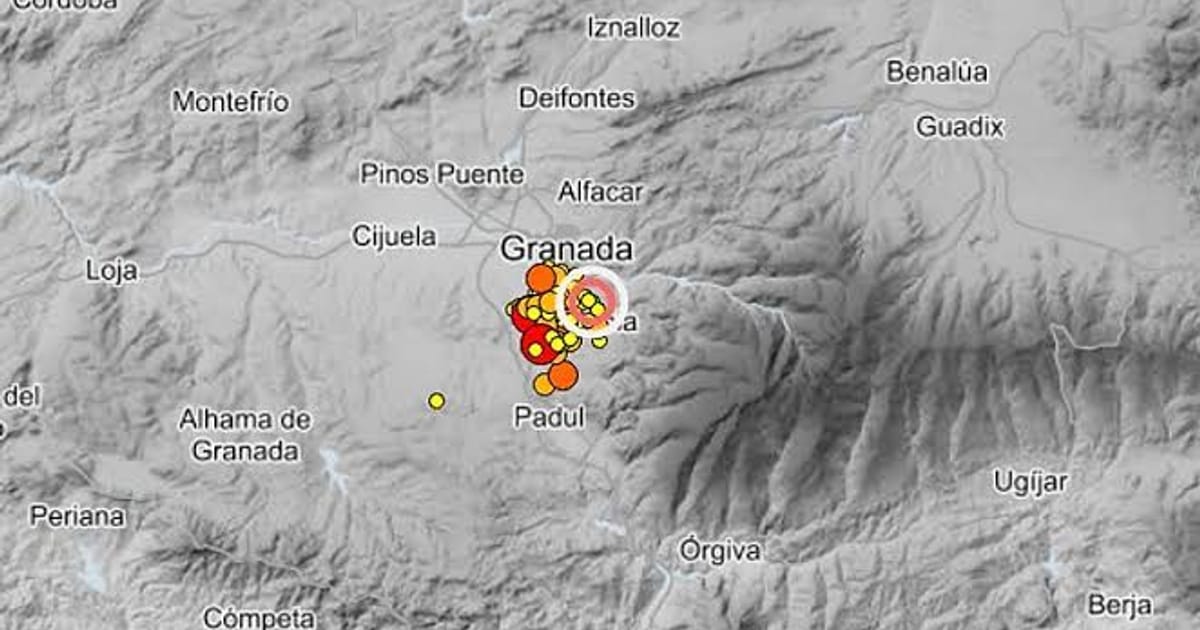 Córdoba
Iznalloz
Benalúa
Montefrío
Deifontes
Guadix
Pinos Puente
Alfacar
Cijuela
Granada
Loja
del
Alhama de
Granada
Padul
Ugíjar
Periana
Órgiva
Cómpeta
Berja